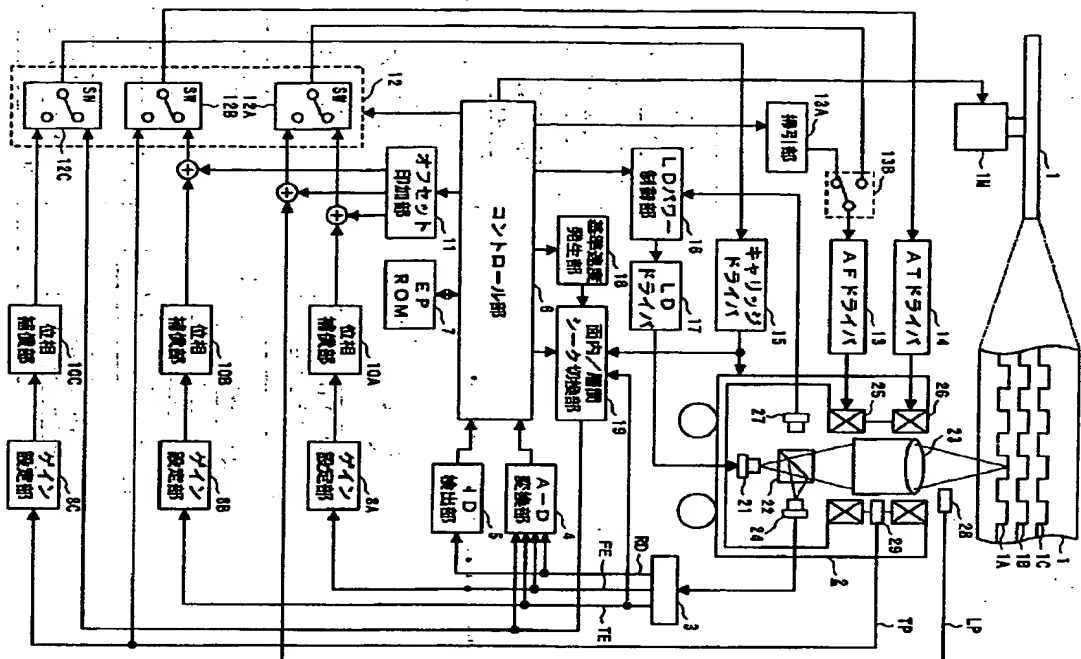 1
1M
1
1A
1B
1C
LP
TP
28
23
26
25
29
2
27
22
21
24
ATドライバ
14
AFドライバ
13
13B
掃引部
13A
キャリッジ
ドライバ
15
LDパワー
制御部
16
LD
ドライバ
17
基準速度
発生部
18
面内／層間
シーク切換部
19
コントロール部
6
A-D
変換部
4
ID
検出部
5
3
RD
FE
TE
オフセット
印加部
11
EP
ROM
7
12
SW
12A
SW
12B
SW
12C
位相
補償部
10A
ゲイン
設定部
8A
位相
補償部
10B
ゲイン
設定部
8B
位相
補償部
10C
ゲイン
設定部
8C